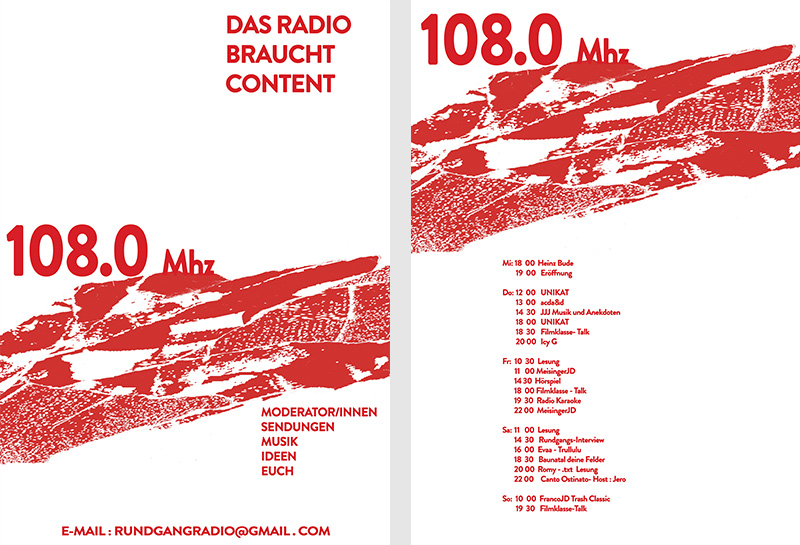 DAS RADIO
BRAUCHT
CONTENT
108.0 Mhz
MODERATOR/INNEN
SENDUNGEN
MUSIK
IDEEN
EUCH
E-MAIL : RUNDGANGRADIO@GMAIL.COM
108.0 Mhz
Mi: 18 00 Heinz Bude
19 00 Eröffnung
Do: 12 00 UNIKAT
13 00 acda&d
14 30 JJJ Musik und Anekdoten
18 00 UNIKAT
18 30 Filmklasse- Talk
20 00 Icy G
Fr: 10 30 Lesung
11 00 MeisingerJD
14 30 Hörspiel
18 00 Filmklasse - Talk
19 30 Radio Karaoke
22 00 MeisingerJD
Sa: 11 00 Lesung
14 30 Rundgangs-Interview
16 00 Evaa - Trullulu
18 30 Baunatal deine Felder
20 00 Romy - .txt Lesung
22 00 Canto Ostinato- Host : Jero
So: 10 00 FrancoJD Trash Classic
19 30 Filmklasse-Talk